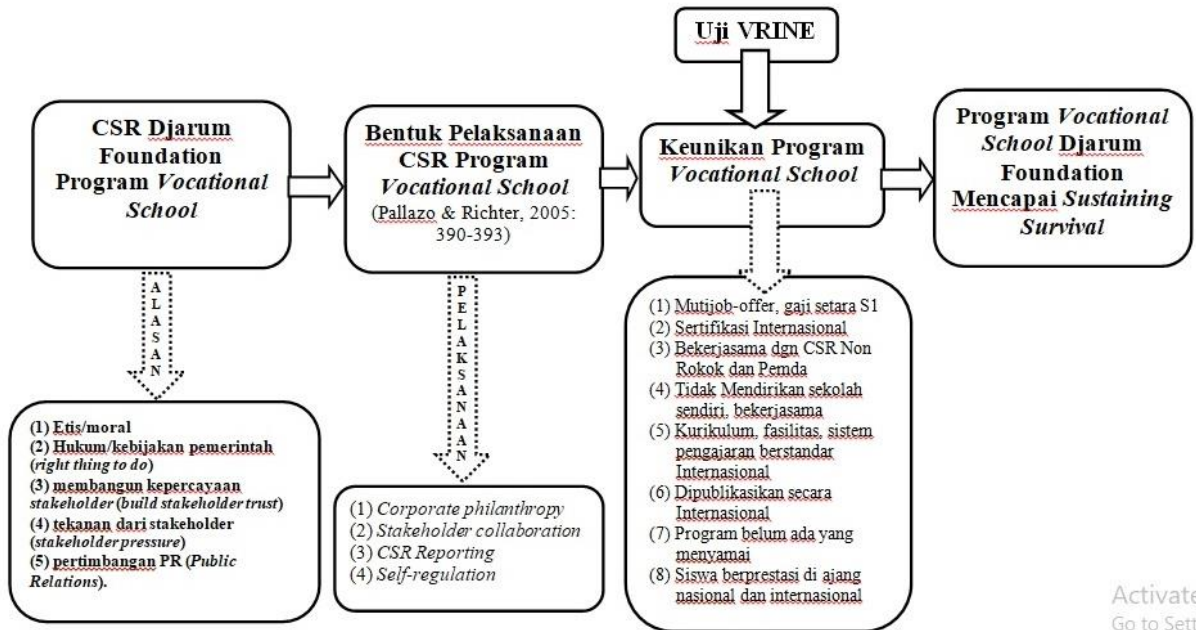 Uji VRINE
CSR Djarum
Foundation
Program Vocational
School
Bentuk Pelaksanaan
CSR Program
Vocational School
(Pallazo & Richter, 2005:
390-393)
Keunikan Program
Vocational School
Program Vocational
School Djarum
Foundation
Mencapai Sustaining
Survival
ALASAN
(1) Etis/moral
(2) Hukum/kebijakan pemerintah
(right thing to do)
(3) membangun kepercayaan
stakeholder (build stakeholder trust)
(4) tekanan dari stakeholder
(stakeholder pressure)
(5) pertimbangan PR (Public
Relations).
PELAKSANAAN
(1) Corporate philanthropy
(2) Stakeholder collaboration
(3) CSR Reporting
(4) Self-regulation
(1) Mutijob-offer, gaji setara S1
(2) Sertifikasi Internasional
(3) Bekerjasama dgn CSR Non
Rokok dan Pemda
(4) Tidak Mendirikan sekolah
sendiri, bekerjasama
(5) Kurikulum, fasilitas, sistem
pengajaran berstandar
Internasional
(6) Dipublikasikan secara
Internasional
(7) Program belum ada yang
menyamai
(8) Siswa berprestasi di ajang
nasional dan internasional
Activate
Go to Sett